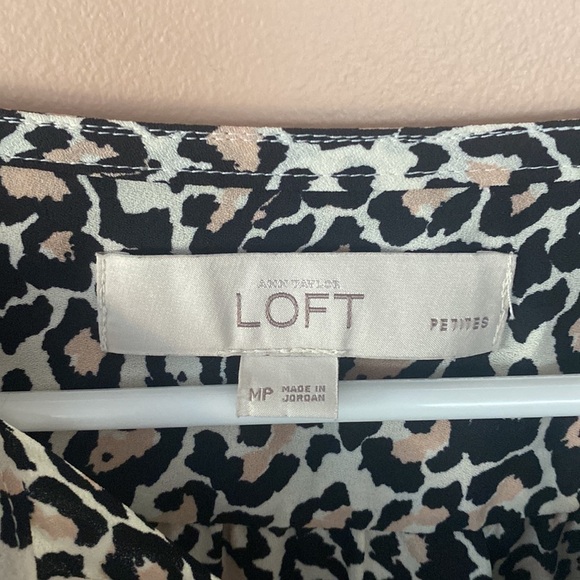 ANN TAYLOR
LOFT
PETITES
MP MADE IN
JORDAN